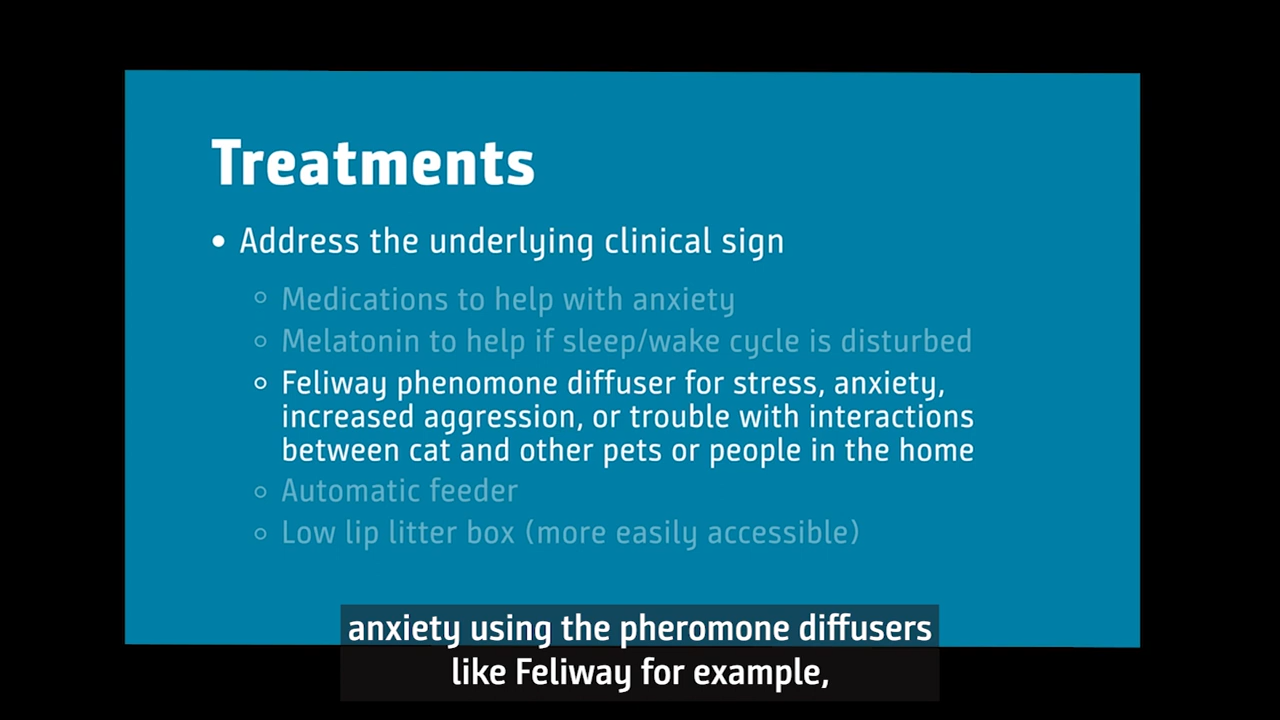 Treatments
• Address the underlying clinical sign
◦ Medications to help with anxiety
◦ Melatonin to help if sleep/wake cycle is disturbed
◦ Feliway phenomone diffuser for stress, anxiety,
increased aggression, or trouble with interactions
between cat and other pets or people in the home
◦ Automatic feeder
◦ Low lip litter box (more easily accessible)
anxiety using the pheromone diffusers
like Feliway for example,